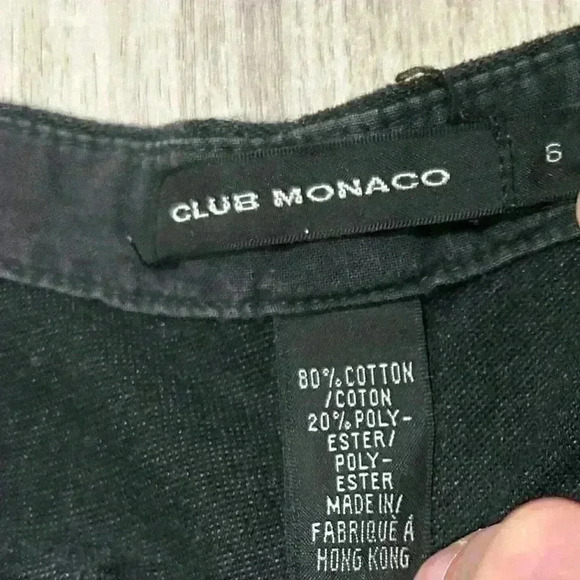 CLUB MONACO
6
80% COTTON
/COTON
20% POLY-
ESTER/
POLY-
ESTER
MADE IN/
FABRIQUÉ Á
HONG KONG